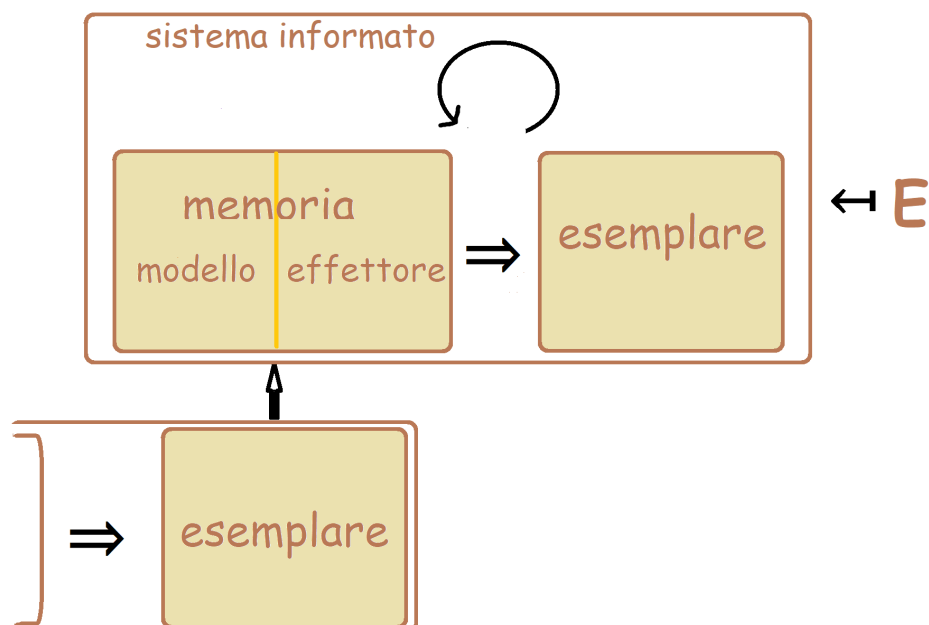 sistema informato
memoria
modello effettore
esemplare
E
esemplare